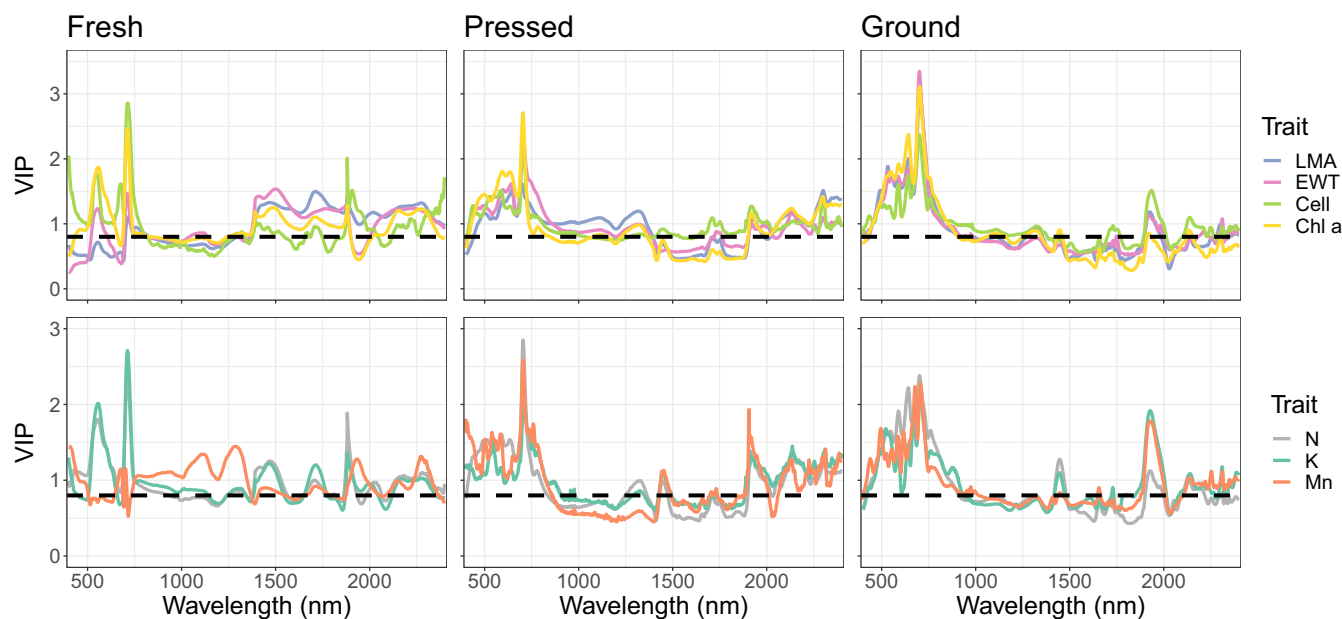 Fresh Pressed Ground
3
2
1
0
VIP
Trait
LMA
EWT
Cell
Chl a
3
2
1
0
VIP
Trait
N
K
Mn
500 1000 1500 2000 500 1000 1500 2000 500 1000 1500 2000
Wavelength (nm) Wavelength (nm) Wavelength (nm)